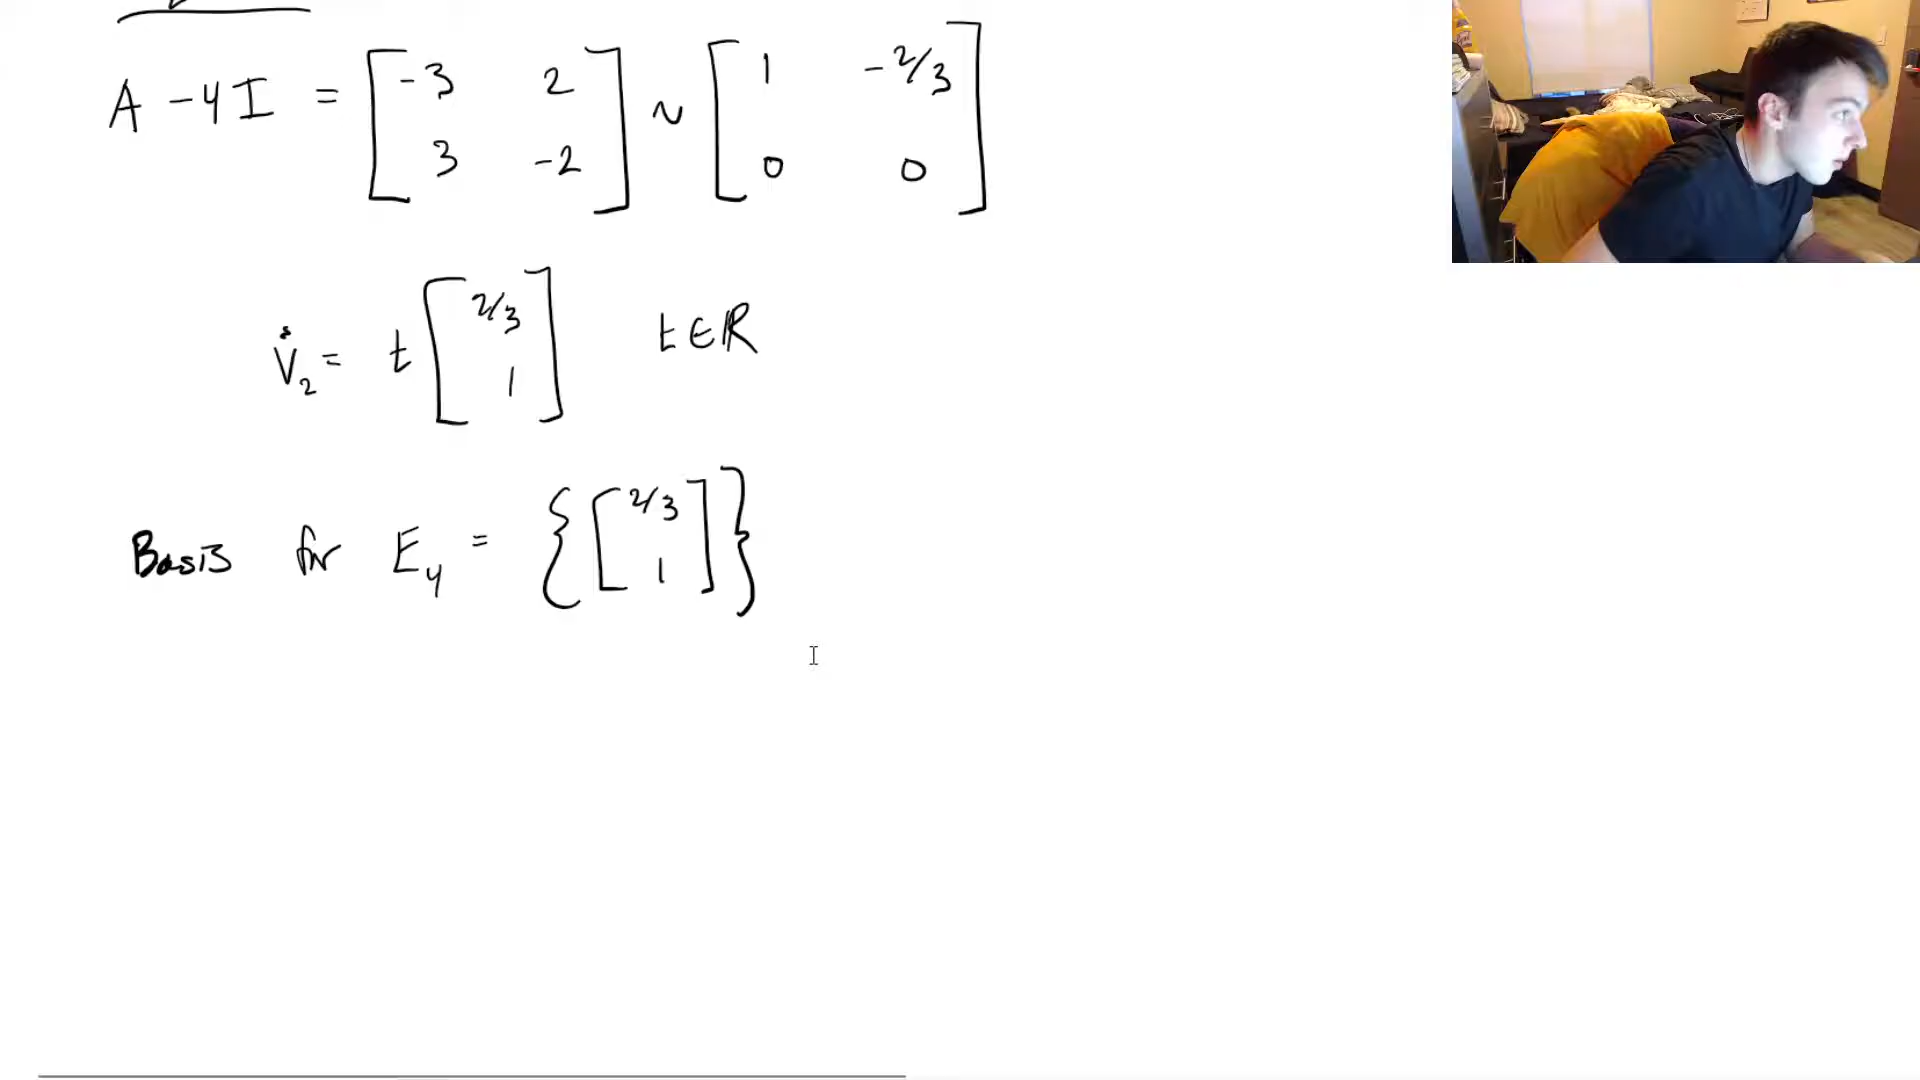 A - 4I = [ -3 2 ; 3 -2 ] ~ [ 1 -2/3 ; 0 0 ]
v₂ = t [ 2/3 ; 1 ] t ∈ ℝ
Basis for E₄ = { [ 2/3 ; 1 ] }